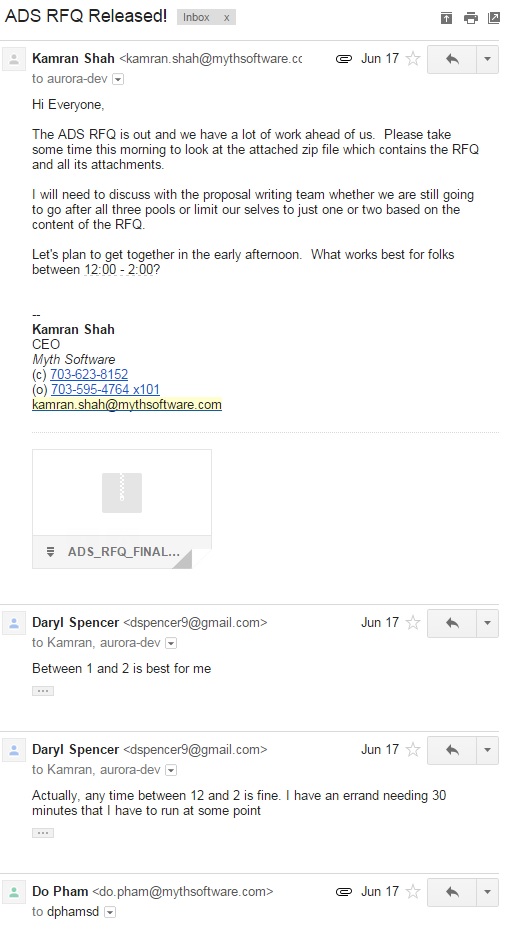 ADS RFQ Released! Inbox x
Kamran Shah <kamran.shah@mythsoftware.cc Jun 17
to aurora-dev
Hi Everyone,
The ADS RFQ is out and we have a lot of work ahead of us. Please take
some time this morning to look at the attached zip file which contains the RFQ
and all its attachments.
I will need to discuss with the proposal writing team whether we are still going
to go after all three pools or limit our selves to just one or two based on the
content of the RFQ.
Let's plan to get together in the early afternoon. What works best for folks
between 12:00 - 2:00?
--
Kamran Shah
CEO
Myth Software
(c) 703-623-8152
(o) 703-595-4764 x101
kamran.shah@mythsoftware.com
ADS_RFQ_FINAL...
Daryl Spencer <dspencer9@gmail.com> Jun 17
to Kamran, aurora-dev
Between 1 and 2 is best for me
...
Daryl Spencer <dspencer9@gmail.com> Jun 17
to Kamran, aurora-dev
Actually, any time between 12 and 2 is fine. I have an errand needing 30
minutes that I have to run at some point
...
Do Pham <do.pham@mythsoftware.com> Jun 17
to dphamsd